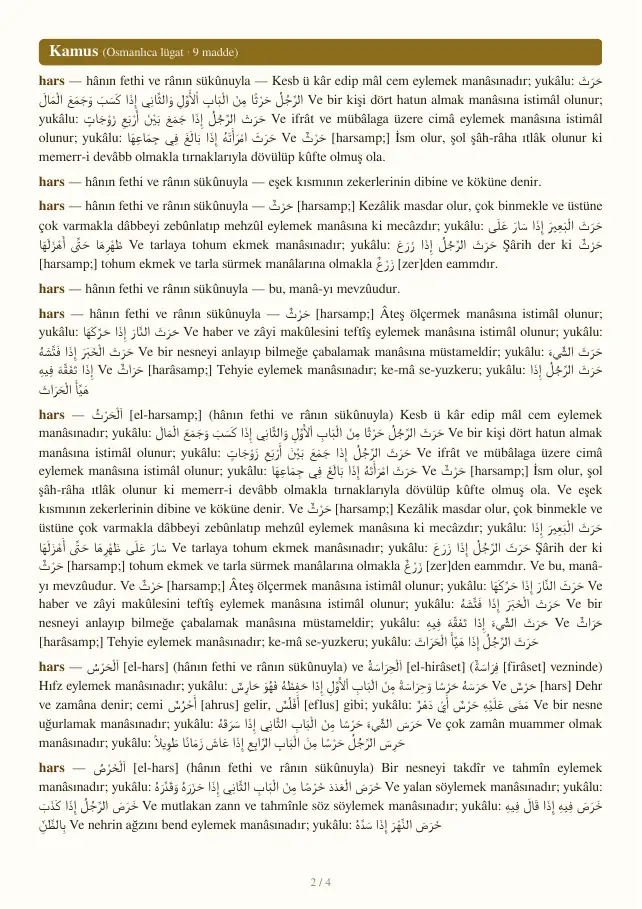 Kamus (Osmanlıca lügat · 9 madde)
hars — hânın fethi ve rânın sükûnuyla — Kesb ü kâr edip mâl cem eylemek manâsınadır; yukâlu: حَرَثَ
الرَّجُلُ حَرْثًا مِنَ الْبَابِ اْلأَوَّلِ وَالثَّانِى إِذَا كَسَبَ وَجَمَعَ الْمَالَ Ve bir kişi dört hatun almak manâsına istimâl olunur;
yukâlu: حَرَثَ الرَّجُلُ إِذَا جَمَعَ بَيْنَ أَرْبَعِ زَوْجَاتٍ Ve ifrât ve mübâlaga üzere cimâ eylemek manâsına istimâl
olunur; yukâlu: حَرَثَ امْرَأَتَهُ إِذَا بَالَغَ فِي جِمَاعِهَا Ve حَرْثٌ [harsamp;] İsm olur, şol şâh-râha ıtlâk olunur ki
memerr-i devâbb olmakla tırnaklarıyla dövülüp kûfte olmuş ola.
hars — hânın fethi ve rânın sükûnuyla — eşek kısmının zekerlerinin dibine ve köküne denir.
hars — hânın fethi ve rânın sükûnuyla — حَرْثٌ [harsamp;] Kezâlik masdar olur, çok binmekle ve üstüne
çok varmakla dâbbeyi zebûnlatıp mehzûl eylemek manâsına ki mecâzdır; yukâlu: حَرَثَ الْبَعِيرَ إِذَا سَارَ عَلَى
ظَهْرِهَا حَتَّى أَهْزَلَهَا Ve tarlaya tohum ekmek manâsınadır; yukâlu: حَرَثَ الرَّجُلُ إِذَا زَرَعَ Şârih der ki حَرْثٌ
[harsamp;] tohum ekmek ve tarla sürmek manâlarına olmakla زَرْعٌ [zer]den eammdır.
hars — hânın fethi ve rânın sükûnuyla — bu, manâ-yı mevzûudur.
hars — hânın fethi ve rânın sükûnuyla — حَرْثٌ [harsamp;] Âteş ölçermek manâsına istimâl olunur;
yukâlu: حَرَثَ النَّارَ إِذَا حَرَّكَهَا Ve haber ve zâyi makûlesini teftîş eylemek manâsına istimâl olunur; yukâlu:
حَرَثَ الْخَبَرَ إِذَا فَتَّشَهُ Ve bir nesneyi anlayıp bilmeğe çabalamak manâsına müstameldir; yukâlu: حَرَثَ الشَّيءَ
إِذَا تَفَقَّهَ فِيهِ Ve حَرَاثٌ [harâsamp;] Tehyie eylemek manâsınadır; ke-mâ se-yuzkeru; yukâlu: حَرَثَ الرَّجُلُ إِذَا
هَيَّأَ الْحَرَاثَ
hars — اَلْحَرْثُ [el-harsamp;] (hânın fethi ve rânın sükûnuyla) Kesb ü kâr edip mâl cem eylemek
manâsınadır; yukâlu: حَرَثَ الرَّجُلُ حَرْثًا مِنَ الْبَابِ اْلأَوَّلِ وَالثَّانِى إِذَا كَسَبَ وَجَمَعَ الْمَالَ Ve bir kişi dört hatun almak
manâsına istimâl olunur; yukâlu: حَرَثَ الرَّجُلُ إِذَا جَمَعَ بَيْنَ أَرْبَعِ زَوْجَاتٍ Ve ifrât ve mübâlaga üzere cimâ
eylemek manâsına istimâl olunur; yukâlu: حَرَثَ امْرَأَتَهُ إِذَا بَالَغَ فِي جِمَاعِهَا Ve حَرْثٌ [harsamp;] İsm olur, şol
şâh-râha ıtlâk olunur ki memerr-i devâbb olmakla tırnaklarıyla dövülüp kûfte olmuş ola. Ve eşek
kısmının zekerlerinin dibine ve köküne denir. Ve حَرْثٌ [harsamp;] Kezâlik masdar olur, çok binmekle ve
üstüne çok varmakla dâbbeyi zebûnlatıp mehzûl eylemek manâsına ki mecâzdır; yukâlu: حَرَثَ الْبَعِيرَ إِذَا
سَارَ عَلَى ظَهْرِهَا حَتَّى أَهْزَلَهَا Ve tarlaya tohum ekmek manâsınadır; yukâlu: حَرَثَ الرَّجُلُ إِذَا زَرَعَ Şârih der ki
حَرْثٌ [harsamp;] tohum ekmek ve tarla sürmek manâlarına olmakla زَرْعٌ [zer]den eammdır. Ve bu, manâ-
yı mevzûudur. Ve حَرْثٌ [harsamp;] Âteş ölçermek manâsına istimâl olunur; yukâlu: حَرَثَ النَّارَ إِذَا حَرَّكَهَا Ve
haber ve zâyi makûlesini teftîş eylemek manâsına istimâl olunur; yukâlu: حَرَثَ الْخَبَرَ إِذَا فَتَّشَهُ Ve bir
nesneyi anlayıp bilmeğe çabalamak manâsına müstameldir; yukâlu: حَرَثَ الشَّيءَ إِذَا تَفَقَّهَ فِيهِ Ve حَرَاثٌ
[harâsamp;] Tehyie eylemek manâsınadır; ke-mâ se-yuzkeru; yukâlu: حَرَثَ الرَّجُلُ إِذَا هَيَّأَ الْحَرَاثَ
hars — اَلْحَرْسُ [el-hars] (hânın fethi ve rânın sükûnuyla) ve اَلْحِرَاسَةُ [el-hirâset] (فِرَاسَةٌ [firâset] vezninde)
Hıfz eylemek manâsınadır; yukâlu: حَرَسَهُ حَرْسًا وَحِرَاسَةً مِنَ الْبَابِ اْلأَوَّلِ إِذَا حَفِظَهُ فَهُوَ حَارِسٌ Ve حَرْسٌ [hars] Dehr
ve zamâna denir; cemi أَحْرُسٌ [ahrus] gelir, أَفْلُسٌ [eflus] gibi; yukâlu: مَضَى عَلَيْهِ حَرْسٌ أَىْ دَهْرٌ Ve bir nesne
uğurlamak manâsınadır; yukâlu: حَرَسَ الشَّيءَ حَرْسًا مِنَ الْبَابِ الثَّانِي إِذَا سَرَقَهُ Ve çok zamân muammer olmak
manâsınadır; yukâlu: حَرِسَ الرَّجُلُ حَرْسًا مِنَ الْبَابِ الرَّابِعِ إِذَا عَاشَ زَمَانًا طَوِيلاً
hars — اَلْخَرْصُ [el-hars] (hânın fethi ve rânın sükûnuyla) Bir nesneyi takdîr ve tahmîn eylemek
manâsınadır; yukâlu: خَرَصَ الْعَدَدَ خَرْصًا مِنَ الْبَابِ الثَّانِى إِذَا حَزَرَهُ وَقَدَّرَهُ Ve yalan söylemek manâsınadır; yukâlu:
خَرَصَ الرَّجُلُ إِذَا كَذَبَ Ve mutlakan zann ve tahmînle söz söylemek manâsınadır; yukâlu: خَرَصَ فِيهِ إِذَا قَالَ فِيهِ
بِالظَّنِّ Ve nehrin ağzını bend eylemek manâsınadır; yukâlu: خَرَصَ النَّهْرَ إِذَا سَدَّهُ
2 / 4